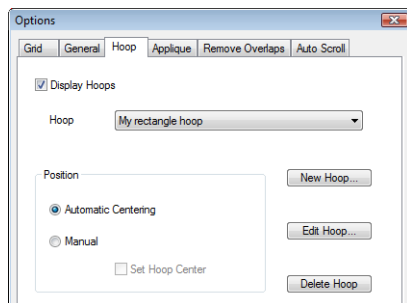 Options
Grid General Hoop Applique Remove Overlaps Auto Scroll
Display Hoops
Hoop My rectangle hoop
Position
New Hoop...
Automatic Centering
Edit Hoop...
Manual
Set Hoop Center
Delete Hoop